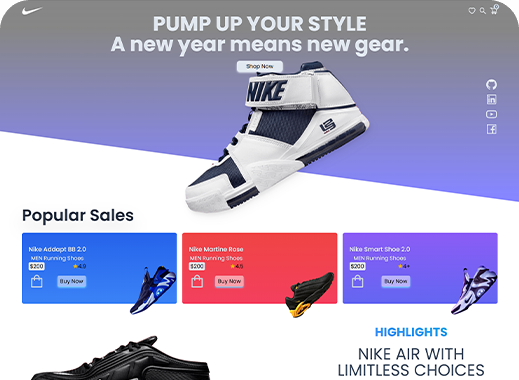 PUMP UP YOUR STYLE
A new year means new gear.
Shop Now
NIKE
Popular Sales
Nike Addapt BB 2.0
MEN Running Shoes
$200 4.9
Buy Now
Nike Martine Rose
MEN Running Shoes
$200 4.5
Buy Now
Nike Smart Shoe 2.0
MEN Running Shoes
$200 4+
Buy Now
HIGHLIGHTS
NIKE AIR WITH
LIMITLESS CHOICES